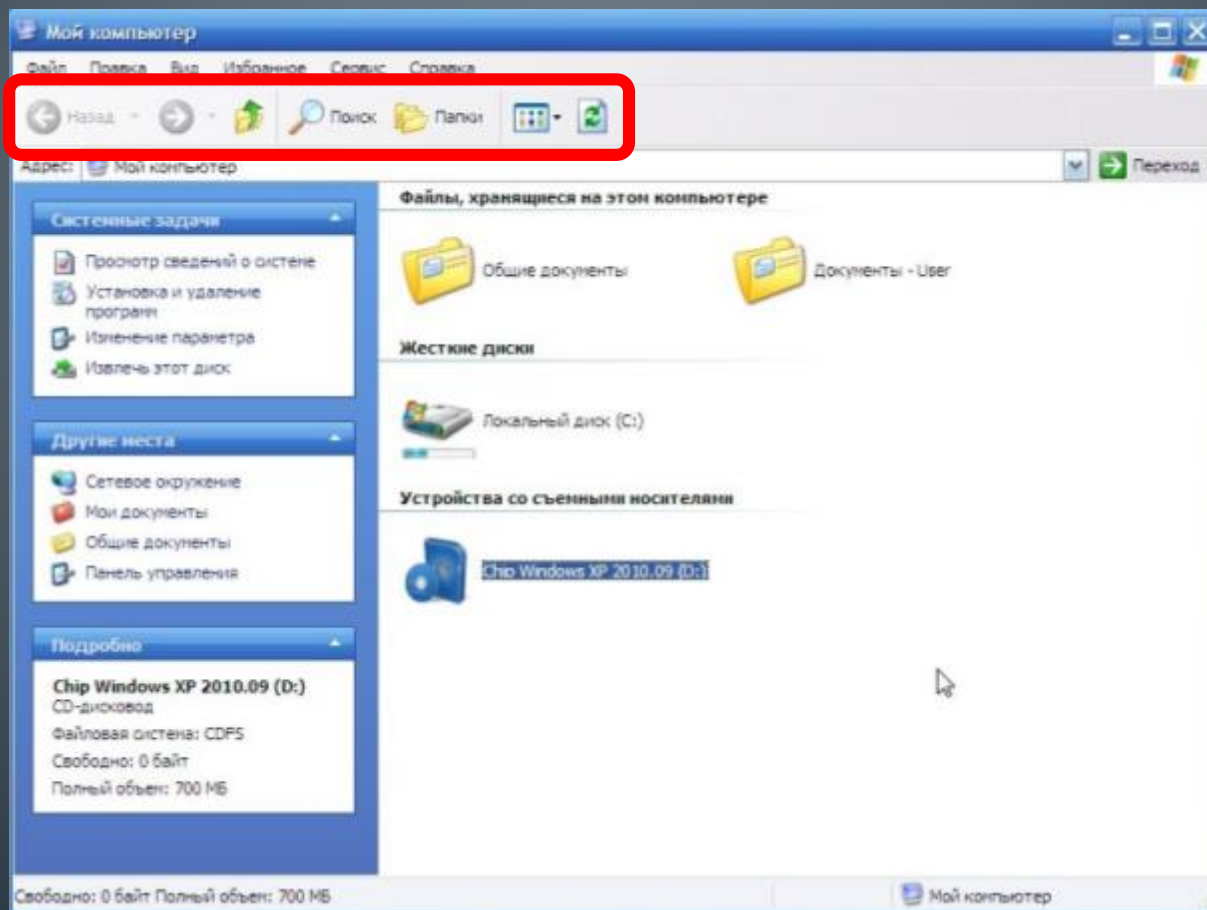 Мой компьютер
Файл Правка Вид Избранное Сервис Справка
Назад Поиск Папки
Адрес: Мой компьютер Переход
Системные задачи
Просмотр сведений о системе
Установка и удаление
программ
Изменение параметра
Извлечь этот диск
Другие места
Сетевое окружение
Мои документы
Общие документы
Панель управления
Подробно
Chip Windows XP 2010.09 (D:)
CD-дисковод
Файловая система: CDFS
Свободно: 0 байт
Полный объем: 700 МБ
Файлы, хранящиеся на этом компьютере
Общие документы
Документы - User
Жесткие диски
Локальный диск (C:)
Устройства со съемными носителями
Chip Windows XP 2010.09 (D:)
Свободно: 0 байт Полный объем: 700 МБ
Мой компьютер